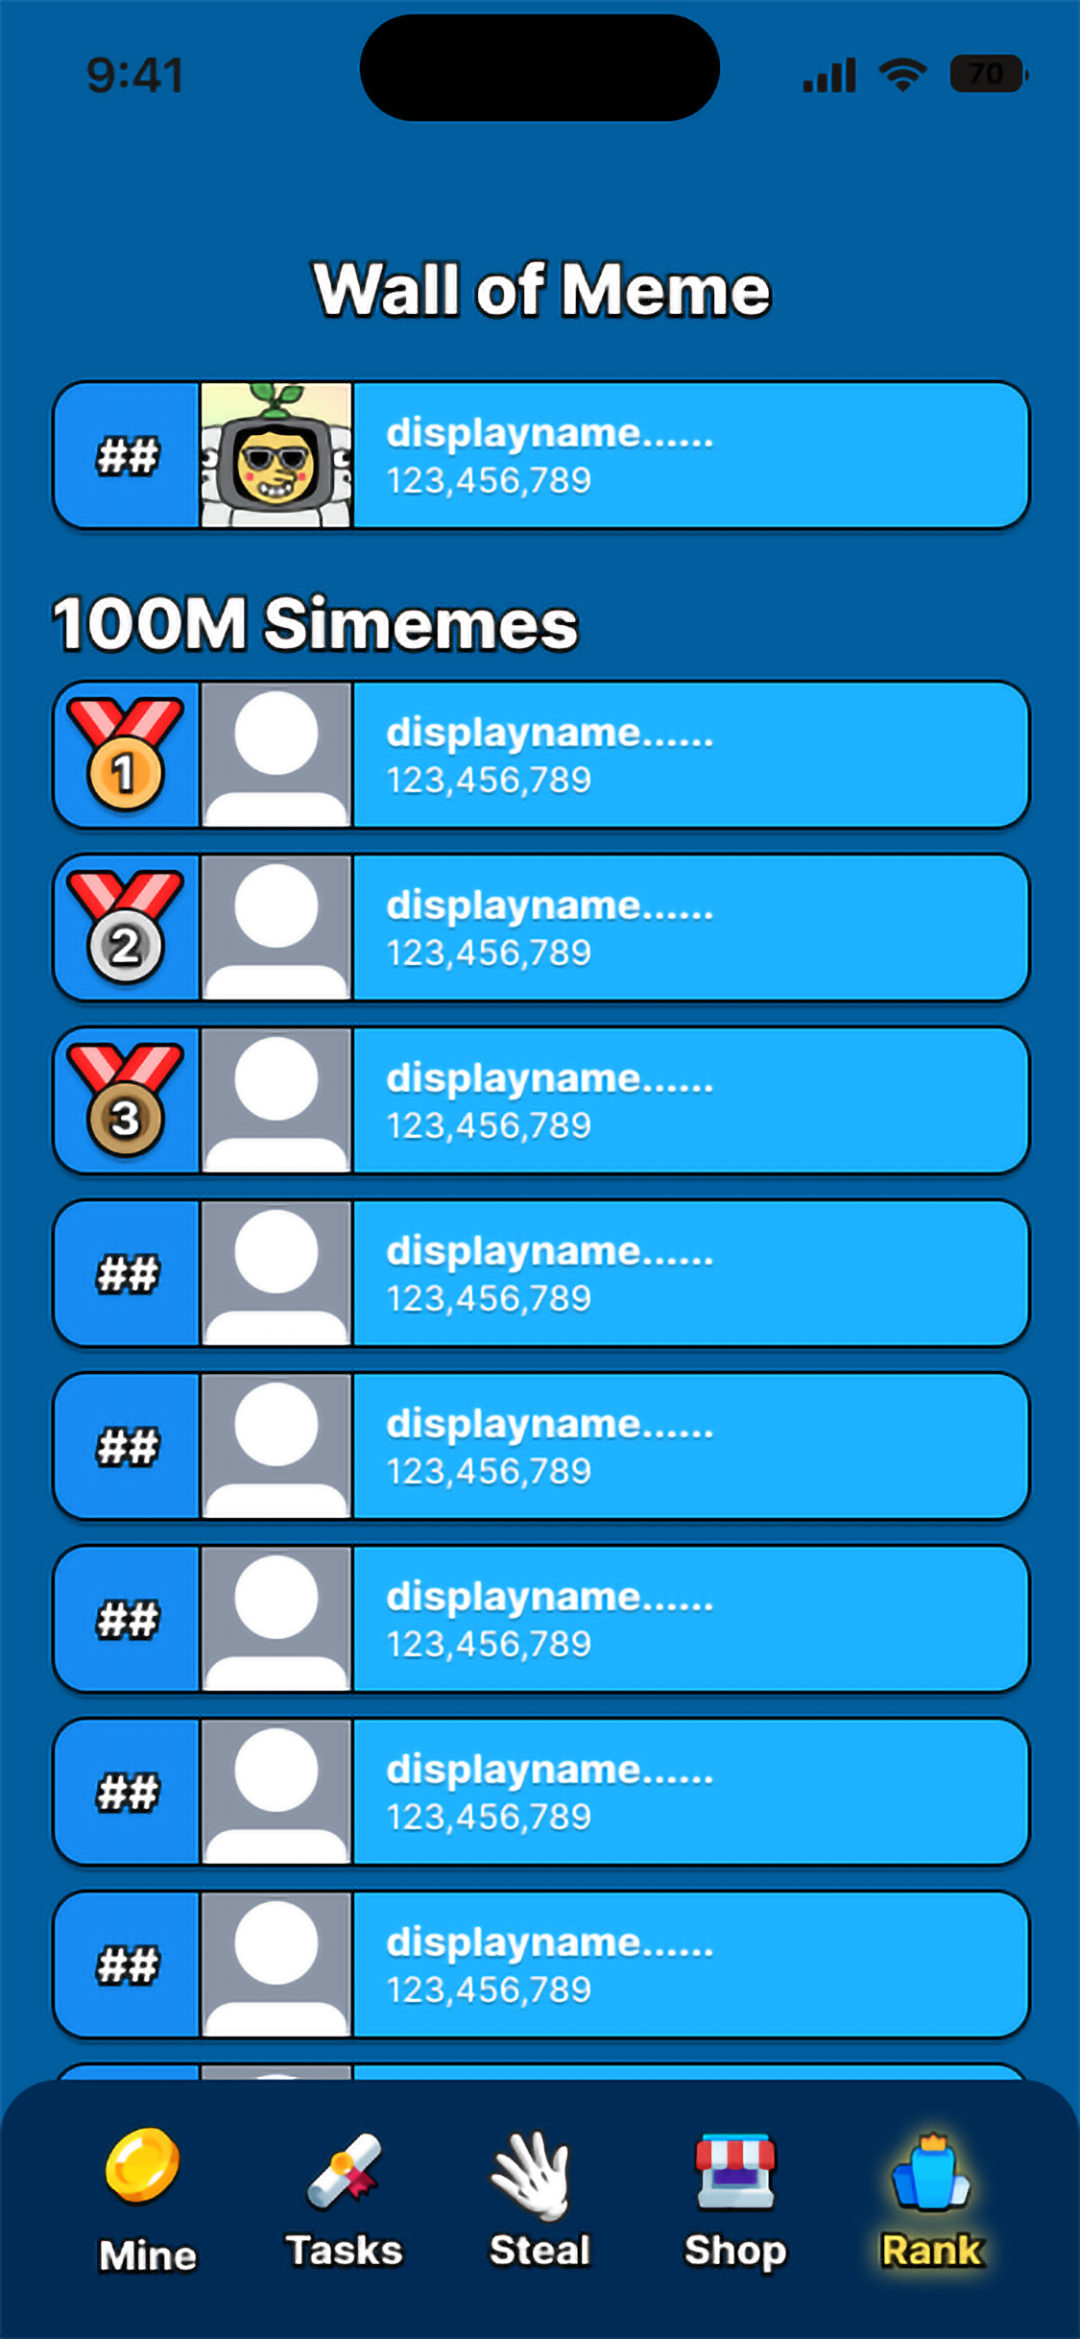 9:41
70
Wall of Meme
##
displayname......
123,456,789
100M Simemes
1
displayname......
123,456,789
2
displayname......
123,456,789
3
displayname......
123,456,789
##
displayname......
123,456,789
##
displayname......
123,456,789
##
displayname......
123,456,789
##
displayname......
123,456,789
##
displayname......
123,456,789
Mine Tasks Steal Shop Rank